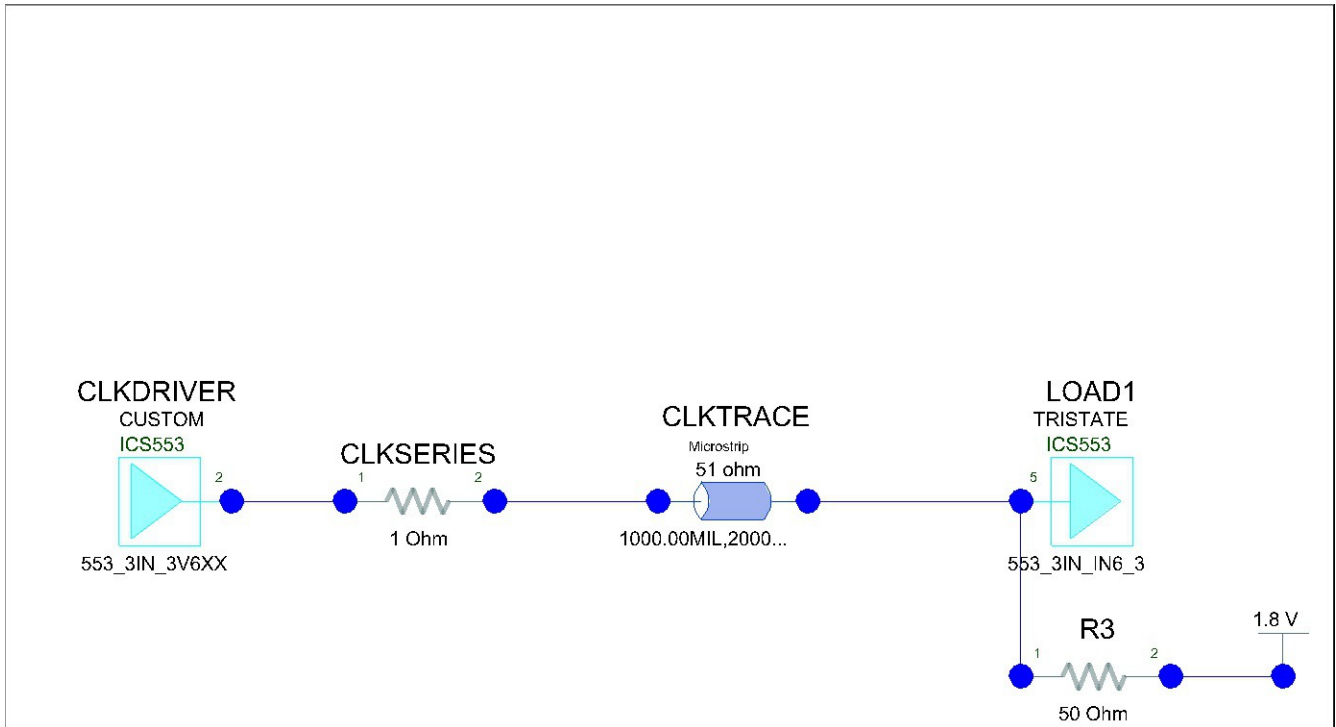 CLKDRIVER
CUSTOM
ICS553
2
553_3IN_3V6XX
CLKSERIES
1
2
1 Ohm
CLKTRACE
Microstrip
51 ohm
1000.00MIL,2000...
LOAD1
TRISTATE
ICS553
5
553_3IN_IN6_3
R3
1
2
50 Ohm
1.8 V